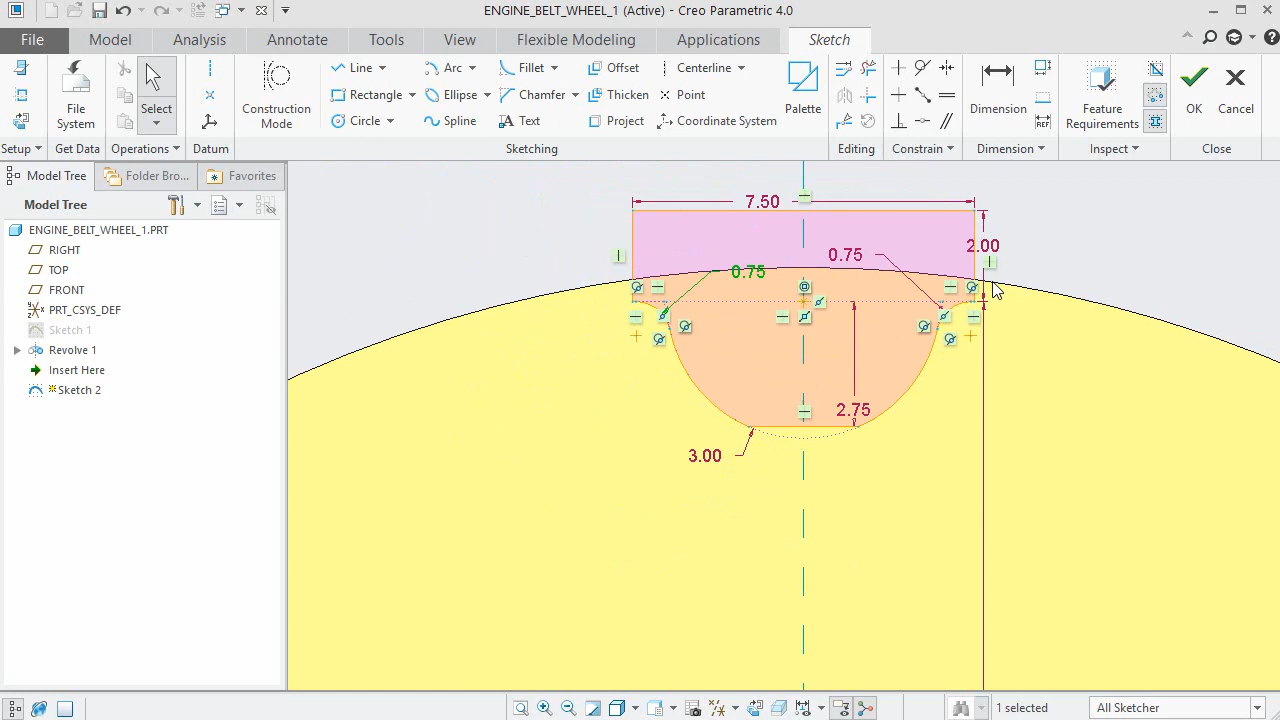 ENGINE_BELT_WHEEL_1 (Active) - Creo Parametric 4.0
File Model Analysis Annotate Tools View Flexible Modeling Applications Sketch
File System
Select
Construction Mode
Line Arc Fillet Offset Centerline
Rectangle Ellipse Chamfer Thicken Point
Circle Spline Text Project Coordinate System
Palette
Dimension
REF
Feature Requirements
OK Cancel
Setup Get Data Operations Datum Sketching Editing Constrain Dimension Inspect Close
Model Tree Folder Bro... Favorites
Model Tree
ENGINE_BELT_WHEEL_1.PRT
RIGHT
TOP
FRONT
PRT_CSYS_DEF
Sketch 1
Revolve 1
Insert Here
Sketch 2
7.50
2.00
0.75
0.75
2.75
3.00
1 selected All Sketcher